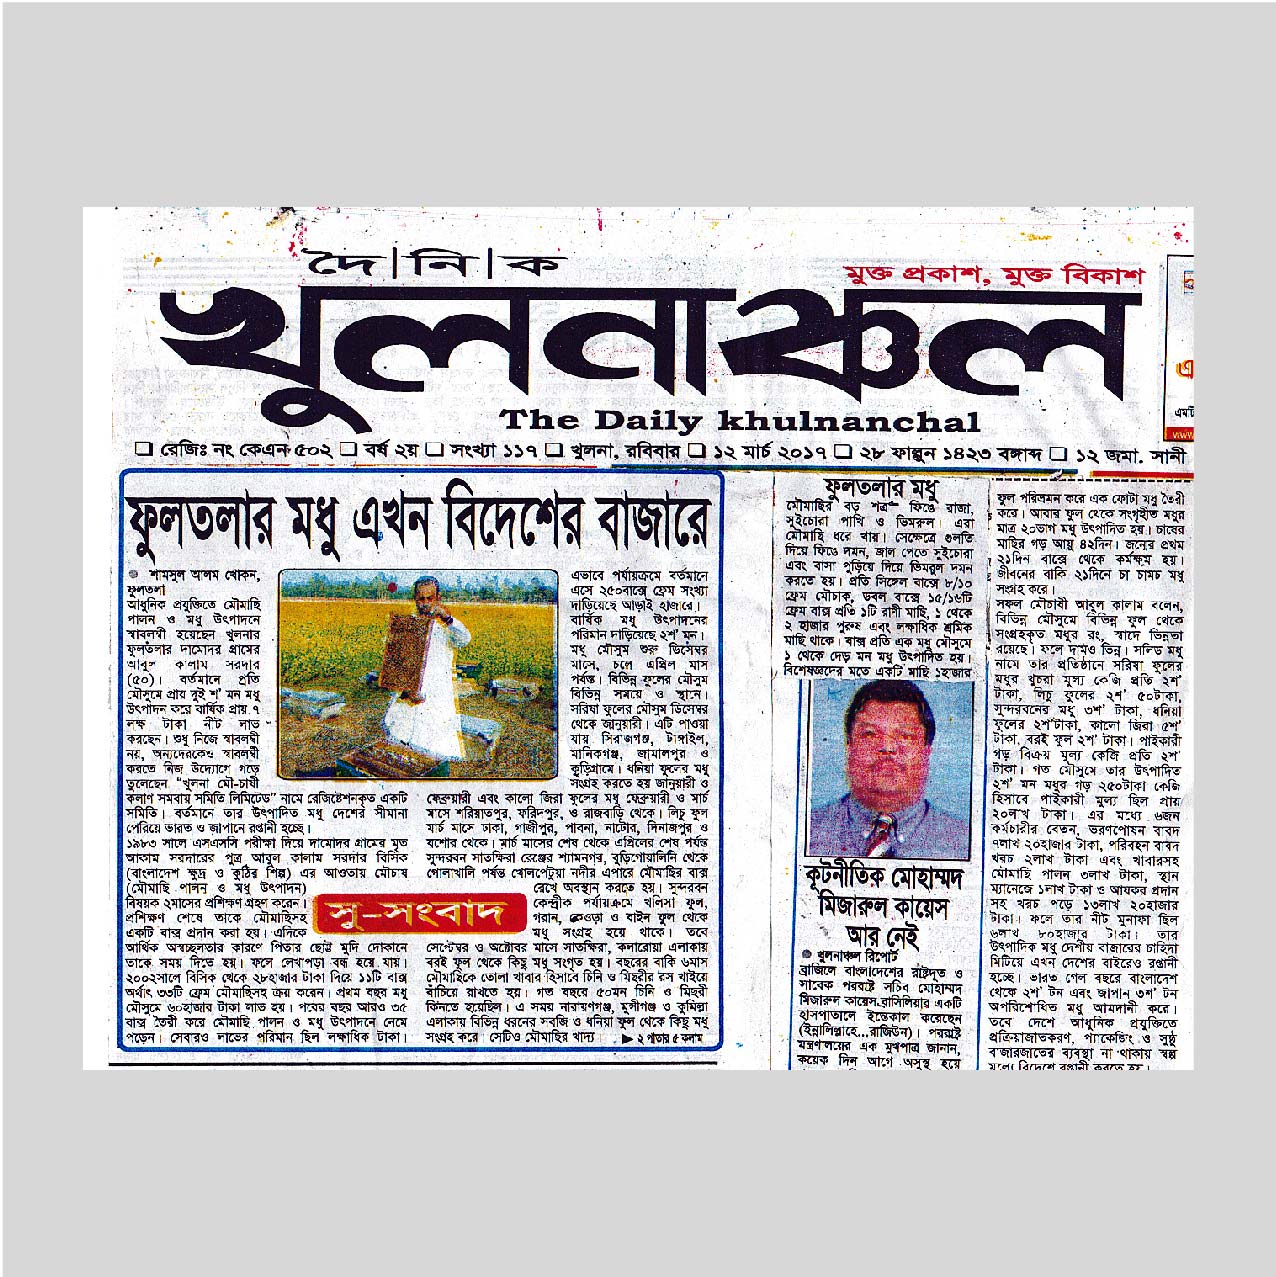 দৈ|নি|ক
মুক্ত প্রকাশ, মুক্ত বিকাশ
খুলনাঞ্চল
The Daily khulnanchal
❏ রেজিঃ নং কেএন ৫০২ ❏ বর্ষ ২য় ❏ সংখ্যা ১১৭ ❏ খুলনা, রবিবার ❏ ১২ মার্চ ২০১৭ ❏ ২৮ ফাল্গুন ১৪২৩ বঙ্গাব্দ ❏ ১২ জমা. সানী
ফুলতলার মধু এখন বিদেশের বাজারে
শামসুল আলম খোকন,
ফুলতলা
আধুনিক প্রযুক্তিতে মৌমাছি
পালন ও মধু উৎপাদনে
স্বাবলম্বী হয়েছেন খুলনার
ফুলতলার দামোদর গ্রামের
আবুল কালাম সরদার
(৫০)। বর্তমানে প্রতি
মৌসুমে প্রায় দুই শ' মন মধু
উৎপাদন করে বার্ষিক প্রায় ৭
লক্ষ টাকা নীট লাভ
করছেন। শুধু নিজে স্বাবলম্বী
নয়, অন্যদেরকেও স্বাবলম্বী
করতে নিজ উদ্যোগে গড়ে
তুলেছেন “খুলনা মৌ-চাষী
কল্যাণ সমবায় সমিতি লিমিটেড” নামে রেজিষ্টেশনকৃত একটি
সমিতি। বর্তমানে তার উৎপাদিত মধু দেশের সীমানা
পেরিয়ে ভারত ও জাপানে রপ্তানী হচ্ছে।
১৯৮৩ সালে এসএসসি পরীক্ষা দিয়ে দামোদর গ্রামের মৃত
আকাম সরদারের পুত্র আবুল কালাম সরদার বিসিক
(বাংলাদেশ ক্ষুদ্র ও কুঠির শিল্প) এর আওতায় মৌচাষ
(মৌমাছি পালন ও মধু উৎপাদন)
বিষয়ক ২মাসের প্রশিক্ষণ গ্রহন করেন।
প্রশিক্ষণ শেষে তাকে মৌমাছিসহ
একটি বাক্স প্রদান করা হয়। এদিকে
আর্থিক অস্বচ্ছলতার কারণে পিতার ছোট্ট মুদি দোকানে
তাকে সময় দিতে হয়। ফলে লেখাপড়া বন্ধ হয়ে যায়।
২০০২সালে বিসিক থেকে ২৮হাজার টাকা দিয়ে ১১টি বাক্স
অর্থাৎ ৩৩টি ফ্রেম মৌমাছিসহ ক্রয় করেন। প্রথম বছর মধু
মৌসুমে ৬০হাজার টাকা লাভ হয়। পরের বছর আরও ৩৫
বাক্স তৈরী করে মৌমাছি পালন ও মধু উৎপাদনে নেমে
পড়েন। সেবারও লাভের পরিমান ছিল লক্ষাধিক টাকা।
সু-সংবাদ
এভাবে পর্যায়ক্রমে বর্তমানে
এসে ২৫০বাক্সে ফ্রেম সংখ্যা
দাড়িয়েছে আড়াই হাজারে।
বার্ষিক মধু উৎপাদনের
পরিমান দাড়িয়েছে ২শ' মন।
মধু মৌসুম শুরু ডিসেম্বর
মাসে, চলে এপ্রিল মাস
পর্যন্ত। বিভিন্ন ফুলের মৌসুম
বিভিন্ন সময়ে ও স্থানে।
সরিষা ফুলের মৌসুম ডিসেম্বর
থেকে জানুয়ারী। এটি পাওয়া
যায় সিরাজগঞ্জ, টাঙ্গাইল,
মানিকগঞ্জ, জামালপুর ও
কুড়িগ্রামে। ধনিয়া ফুলের মধু
সংগ্রহ করতে হয় জানুয়ারী ও
ফেব্রুয়ারী এবং কালো জিরা ফুলের মধু ফেব্রুয়ারী ও মার্চ
মাসে শরিয়াতপুর, ফরিদপুর, ও রাজবাড়ি থেকে। লিচু ফুল
মার্চ মাসে ঢাকা, গাজীপুর, পাবনা, নাটোর, দিনাজপুর ও
যশোর থেকে। মার্চ মাসের শেষ থেকে এপ্রিলের শেষ পর্যন্ত
সুন্দরবন সাতক্ষিরা রেঞ্জের শ্যামনগর, বুড়িগোয়ালিনি থেকে
গোলাখালি পর্যন্ত খোলপেটুয়া নদীর এপারে মৌমাছির বাক্স
রেখে অবস্থান করতে হয়। সুন্দরবন
কেন্দ্রীক পর্যায়ক্রমে খলিসা ফুল,
গরান, কেওড়া ও বাইন ফুল থেকে
মধু সংগ্রহ হয়ে থাকে। তবে
সেপ্টেম্বর ও অক্টোবর মাসে সাতক্ষিরা, কলারোয়া এলাকায়
বরই ফুল থেকে কিছু মধু সংগৃত হয়। বছরের বাকি ৬মাস
মৌমাছিকে তোলা খাবার হিসাবে চিনি ও মিছরীর রস খাইয়ে
বাঁচিয়ে রাখতে হয়। গত বছরে ৫০মন চিনি ও মিছরী
কিনতে হয়েছিল। এ সময় নারায়ণগঞ্জ, মুন্সীগঞ্জ ও কুমিল্লা
এলাকায় বিভিন্ন ধরনের সবজি ও ধনিয়া ফুল থেকে কিছু মধু
সংগ্রহ করে সেটিও মৌমাছির খাদ্য ▶ ২ পাতার ৫ কলাম
ফুলতলার মধু
মৌমাছির বড় শত্রু ফিঙে রাজা,
সুইচোরা পাখি ও ভিমরুল। এরা
মৌমাছি ধরে খায়। সেক্ষেত্রে গুলতি
দিয়ে ফিঙে দমন, জাল পেতে সুইচোরা
এবং বাসা পুড়িয়ে দিয়ে ভিমরুল দমন
করতে হয়। প্রতি সিঙ্গেল বাক্সে ৮/১০
ফ্রেম মৌচাক, ডবল বাক্সে ১৫/১৬টি
ফ্রেম বাক্স প্রতি ১টি রাণী মাছি, ১ থেকে
২ হাজার পুরুষ এবং লক্ষাধিক শ্রমিক
মাছি থাকে। বাক্স প্রতি এক মধু মৌসুমে
১ থেকে দেড় মন মধু উৎপাদিত হয়।
বিশেষজ্ঞদের মতে একটি মাছি ১হাজার
কূটনীতিক মোহাম্মদ
মিজারুল কায়েস
আর নেই
খুলনাঞ্চল রিপোর্ট
ব্রাজিলে বাংলাদেশের রাষ্ট্রদূত ও
সাবেক পররাষ্ট্র সচিব মোহাম্মদ
মিজারুল কায়েস ব্রাসিলিয়ার একটি
হাসপাতালে ইন্তেকাল করেছেন
(ইন্নালিল্লাহে...রাজিউন)। পররাষ্ট্র
মন্ত্রণালয়ের এক মুখপাত্র জানান,
কয়েক দিন আগে অসুস্থ হয়ে
ফুল পরিভ্রমন করে এক ফোটা মধু তৈরী
করে। আবার ফুল থেকে সংগৃহীত মধুর
মাত্র ২০ভাগ মধু উৎপাদিত হয়। চাষের
মাছির গড় আয়ু ৪২দিন। জন্মের প্রথম
২১দিন বাক্সে থেকে কর্মক্ষম হয়।
জীবনের বাকি ২১দিনে চা চামচ মধু
সংগ্রহ করে।
সফল মৌচাষী আবুল কালাম বলেন,
বিভিন্ন মৌসুমে বিভিন্ন ফুল থেকে
সংগ্রহকৃত মধুর রং, স্বাদে ভিন্নতা
রয়েছে। ফলে দামও ভিন্ন। সলিড মধু
নামে তার প্রতিষ্ঠানে সরিষা ফুলের
মধুর খুচরা মূল্য কেজি প্রতি ২শ'
টাকা, লিচু ফুলের ২শ' ৫০টাকা,
সুন্দরবনের মধু ৩শ' টাকা, ধনিয়া
ফুলের ২শ'টাকা, কালো জিরা ৫শ'
টাকা, বরই ফুল ২শ' টাকা। পাইকারী
গড় বিক্রয় মূল্য কেজি প্রতি ২শ'
টাকা। গত মৌসুমে তার উৎপাদিত
২শ' মন মধুর গড় ২৫০টাকা কেজি
হিসাবে পাইকারী মূল্য ছিল প্রায়
২০লাখ টাকা। এর মধ্যে ৬জন
কর্মচারীর বেতন, ভরণপোষন বাবদ
৭লাখ ২০হাজার টাকা, পরিবহন বাবদ
খরচ ২লাখ টাকা এবং খাবারসহ
মৌমাছি পালন ৩লাখ টাকা, স্থান
ম্যানেজে ১লাখ টাকা ও আয়কর প্রদান
সহ খরচ পড়ে ১৩লাখ ২০হাজার
টাকা। ফলে তার নীট মুনাফা ছিল
৬লাখ ৮০হাজার টাকা। তার
উৎপাদিক মধু দেশীয় বাজারের চাহিদা
মিটিয়ে এখন দেশের বাইরেও রপ্তানী
হচ্ছে। ভারত গেল বছরে বাংলাদেশ
থেকে ২শ' টন এবং জাপান ৩শ' টন
অপরিশোধিত মধু আমদানী করে।
তবে দেশে আধুনিক প্রযুক্তিতে
প্রক্রিয়াজাতকরণ, প্যাকেজিং ও সুষ্ঠু
বাজারজাতের ব্যবস্থা না থাকায় স্বল্প
মূল্যে বিদেশে রপ্তানী করতে হয়।